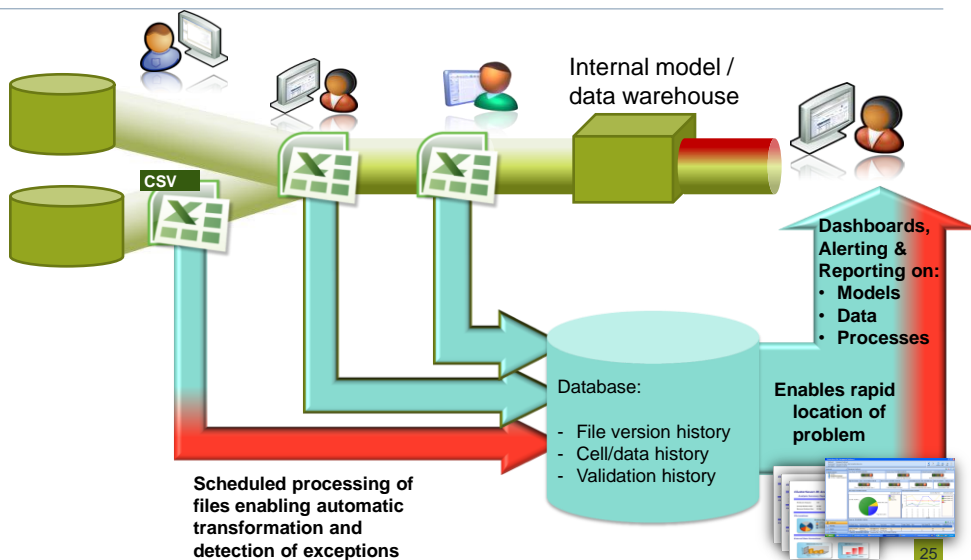 Internal model /
data warehouse
CSV
Dashboards,
Alerting &
Reporting on:
• Models
• Data
• Processes
Database:
- File version history
- Cell/data history
- Validation history
Enables rapid
location of
problem
Scheduled processing of
files enabling automatic
transformation and
detection of exceptions
25